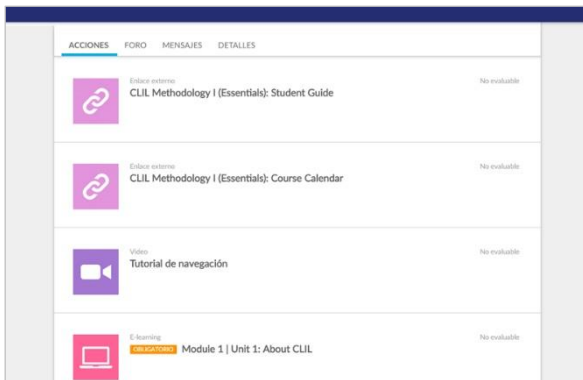 ACCIONES FORO MENSAJES DETALLES
Enlace externo No evaluable
CLIL Methodology I (Essentials): Student Guide
Enlace externo No evaluable
CLIL Methodology I (Essentials): Course Calendar
Video No evaluable
Tutorial de navegación
E-learning No evaluable
OBLIGATORIO Module 1 | Unit 1: About CLIL